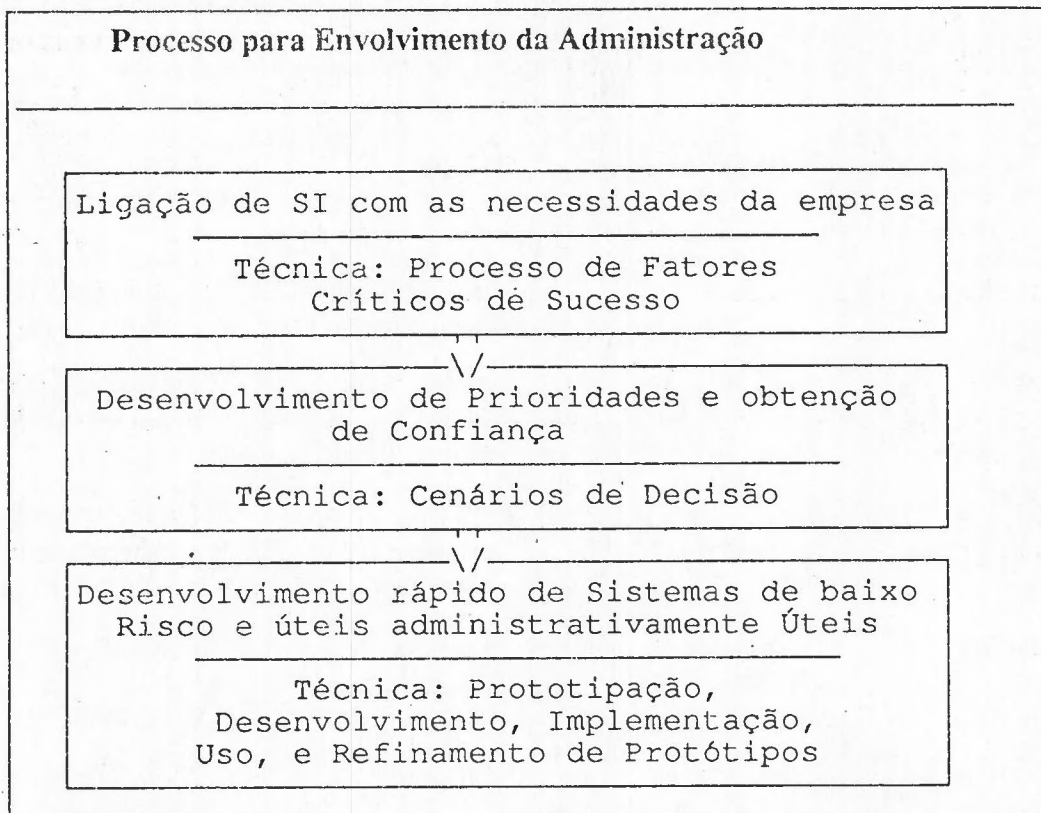 Processo para Envolvimento da Administração
Ligação de SI com as necessidades da empresa
Técnica: Processo de Fatores
Críticos de Sucesso
Desenvolvimento de Prioridades e obtenção
de Confiança
Técnica: Cenários de Decisão
Desenvolvimento rápido de Sistemas de baixo
Risco e úteis administrativamente Úteis
Técnica: Prototipação,
Desenvolvimento, Implementação,
Uso, e Refinamento de Protótipos